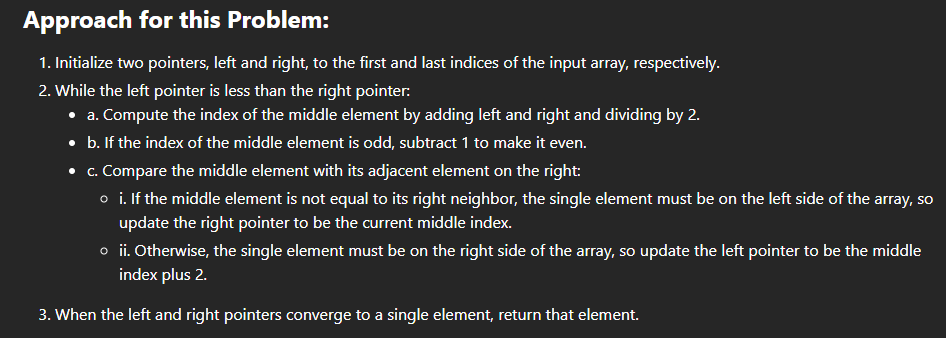 Approach for this Problem:
1. Initialize two pointers, left and right, to the first and last indices of the input array, respectively.
2. While the left pointer is less than the right pointer:
• a. Compute the index of the middle element by adding left and right and dividing by 2.
• b. If the index of the middle element is odd, subtract 1 to make it even.
• c. Compare the middle element with its adjacent element on the right:
◦ i. If the middle element is not equal to its right neighbor, the single element must be on the left side of the array, so
update the right pointer to be the current middle index.
◦ ii. Otherwise, the single element must be on the right side of the array, so update the left pointer to be the middle
index plus 2.
3. When the left and right pointers converge to a single element, return that element.